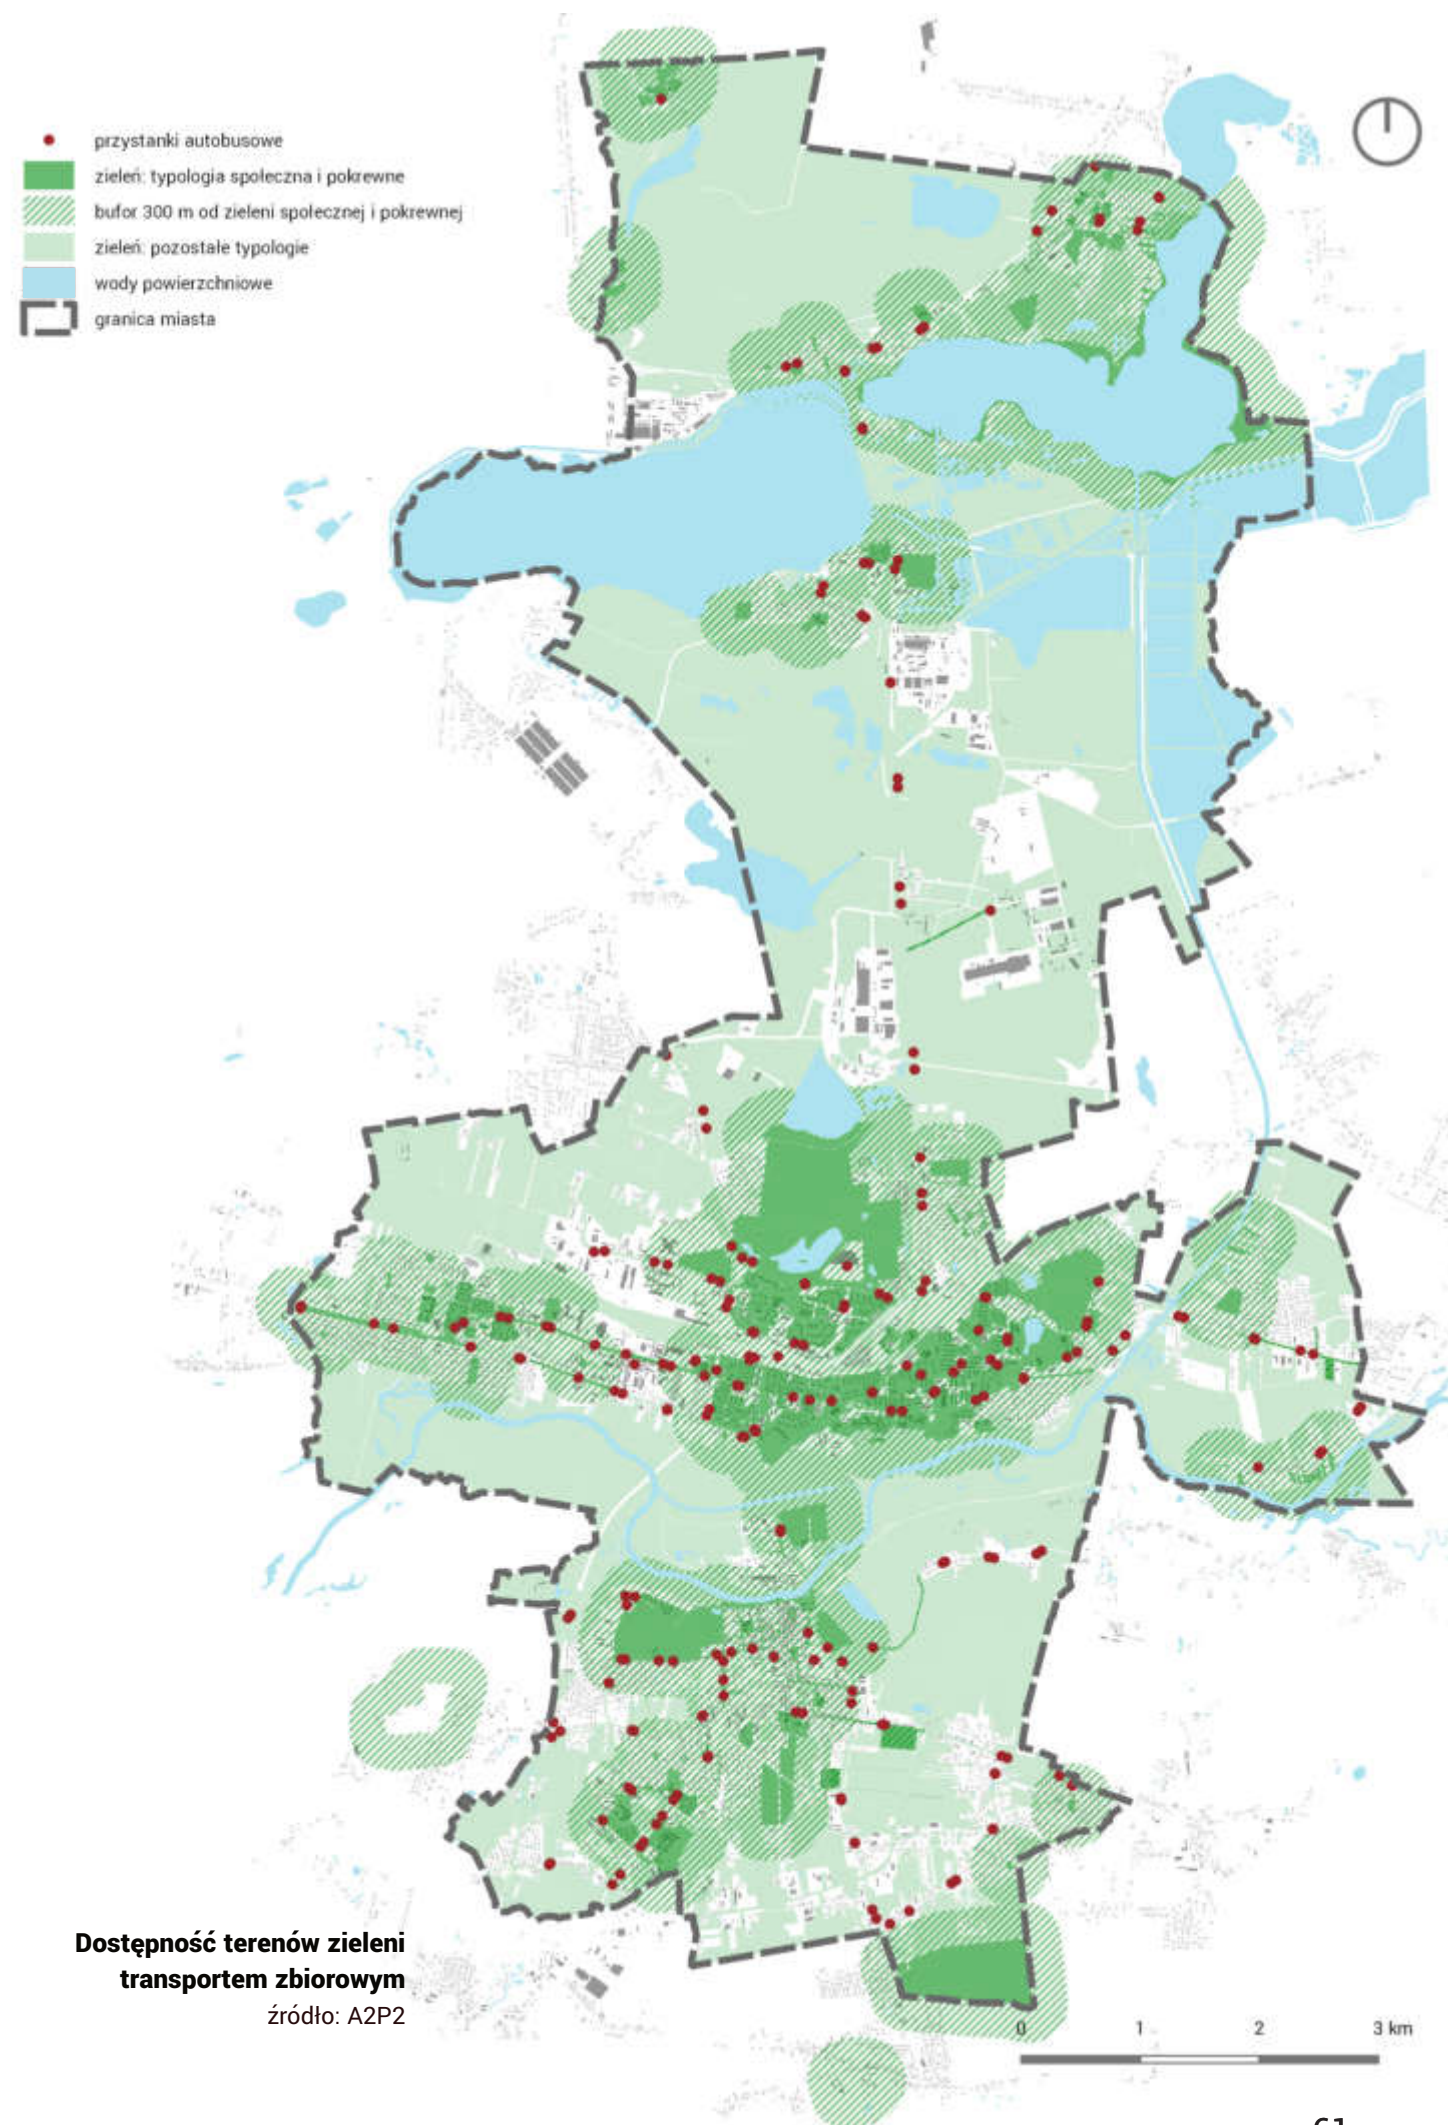 przystanki autobusowe
zieleń: typologia społeczna i pokrewne
bufor 300 m od zieleni społecznej i pokrewnej
zieleń: pozostałe typologie
wody powierzchniowe
granica miasta
Dostępność terenów zieleni
transportem zbiorowym
źródło: A2P2
0 1 2 3 km